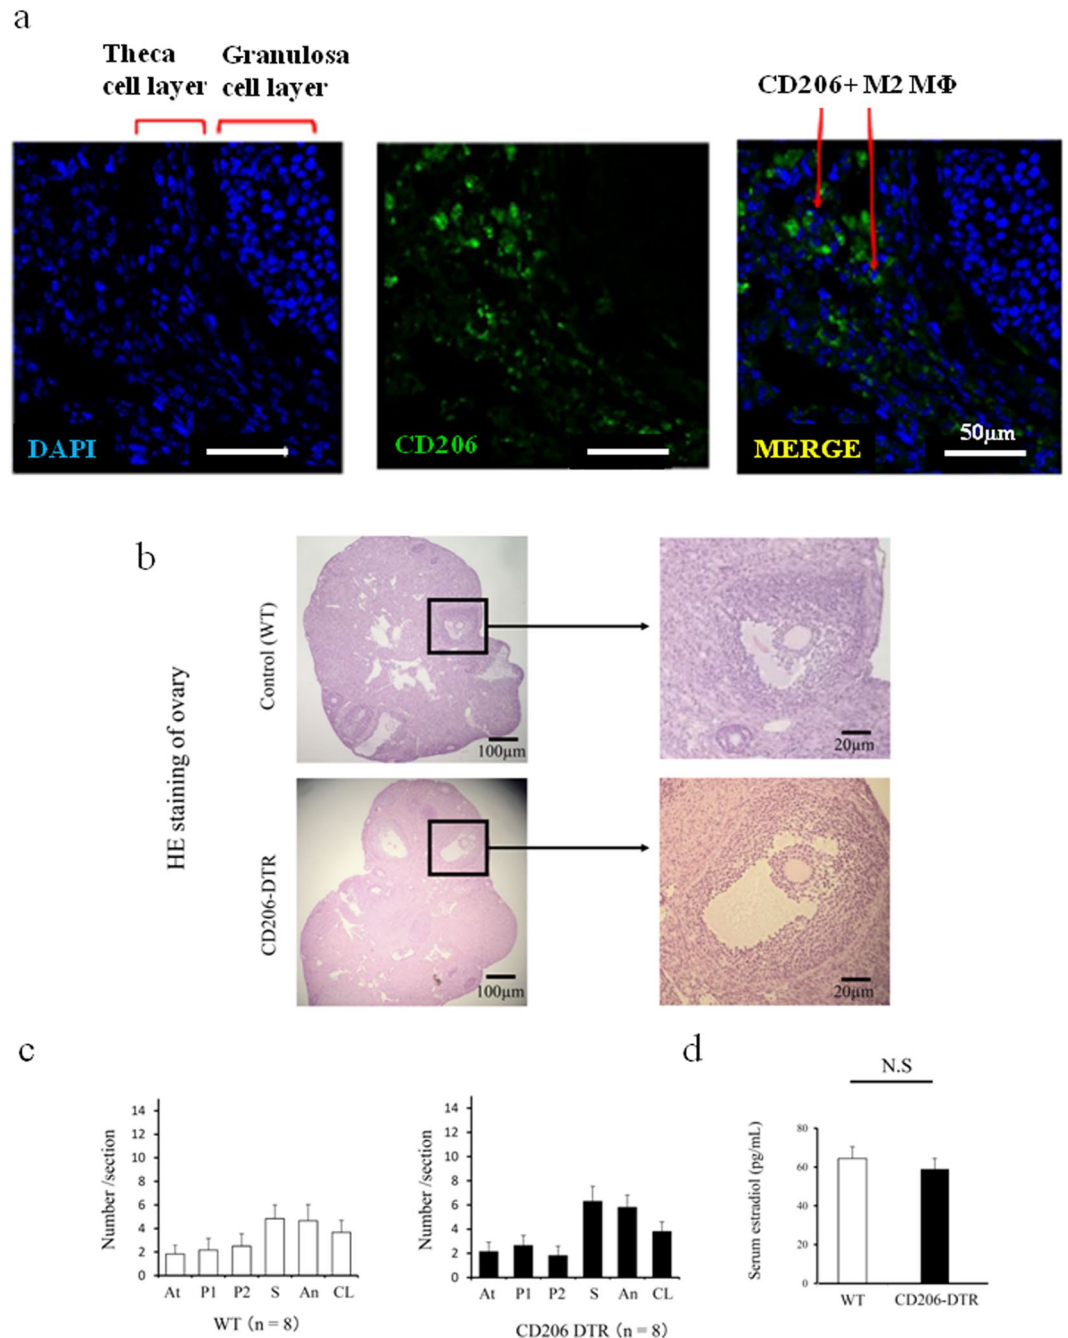 a
Theca
cell layer
Granulosa
cell layer
CD206+ M2 MΦ
DAPI
CD206
MERGE
50µm
b
HE staining of ovary
Control (WT)
100µm
20µm
CD206-DTR
100µm
20µm
c
Number /section
14
12
10
8
6
4
2
0
At P1 P2 S An CL
WT (n = 8)
Number /section
14
12
10
8
6
4
2
0
At P1 P2 S An CL
CD206 DTR (n = 8)
d
N.S
Serum estradiol (pg/mL)
80
60
40
20
0
WT CD206-DTR